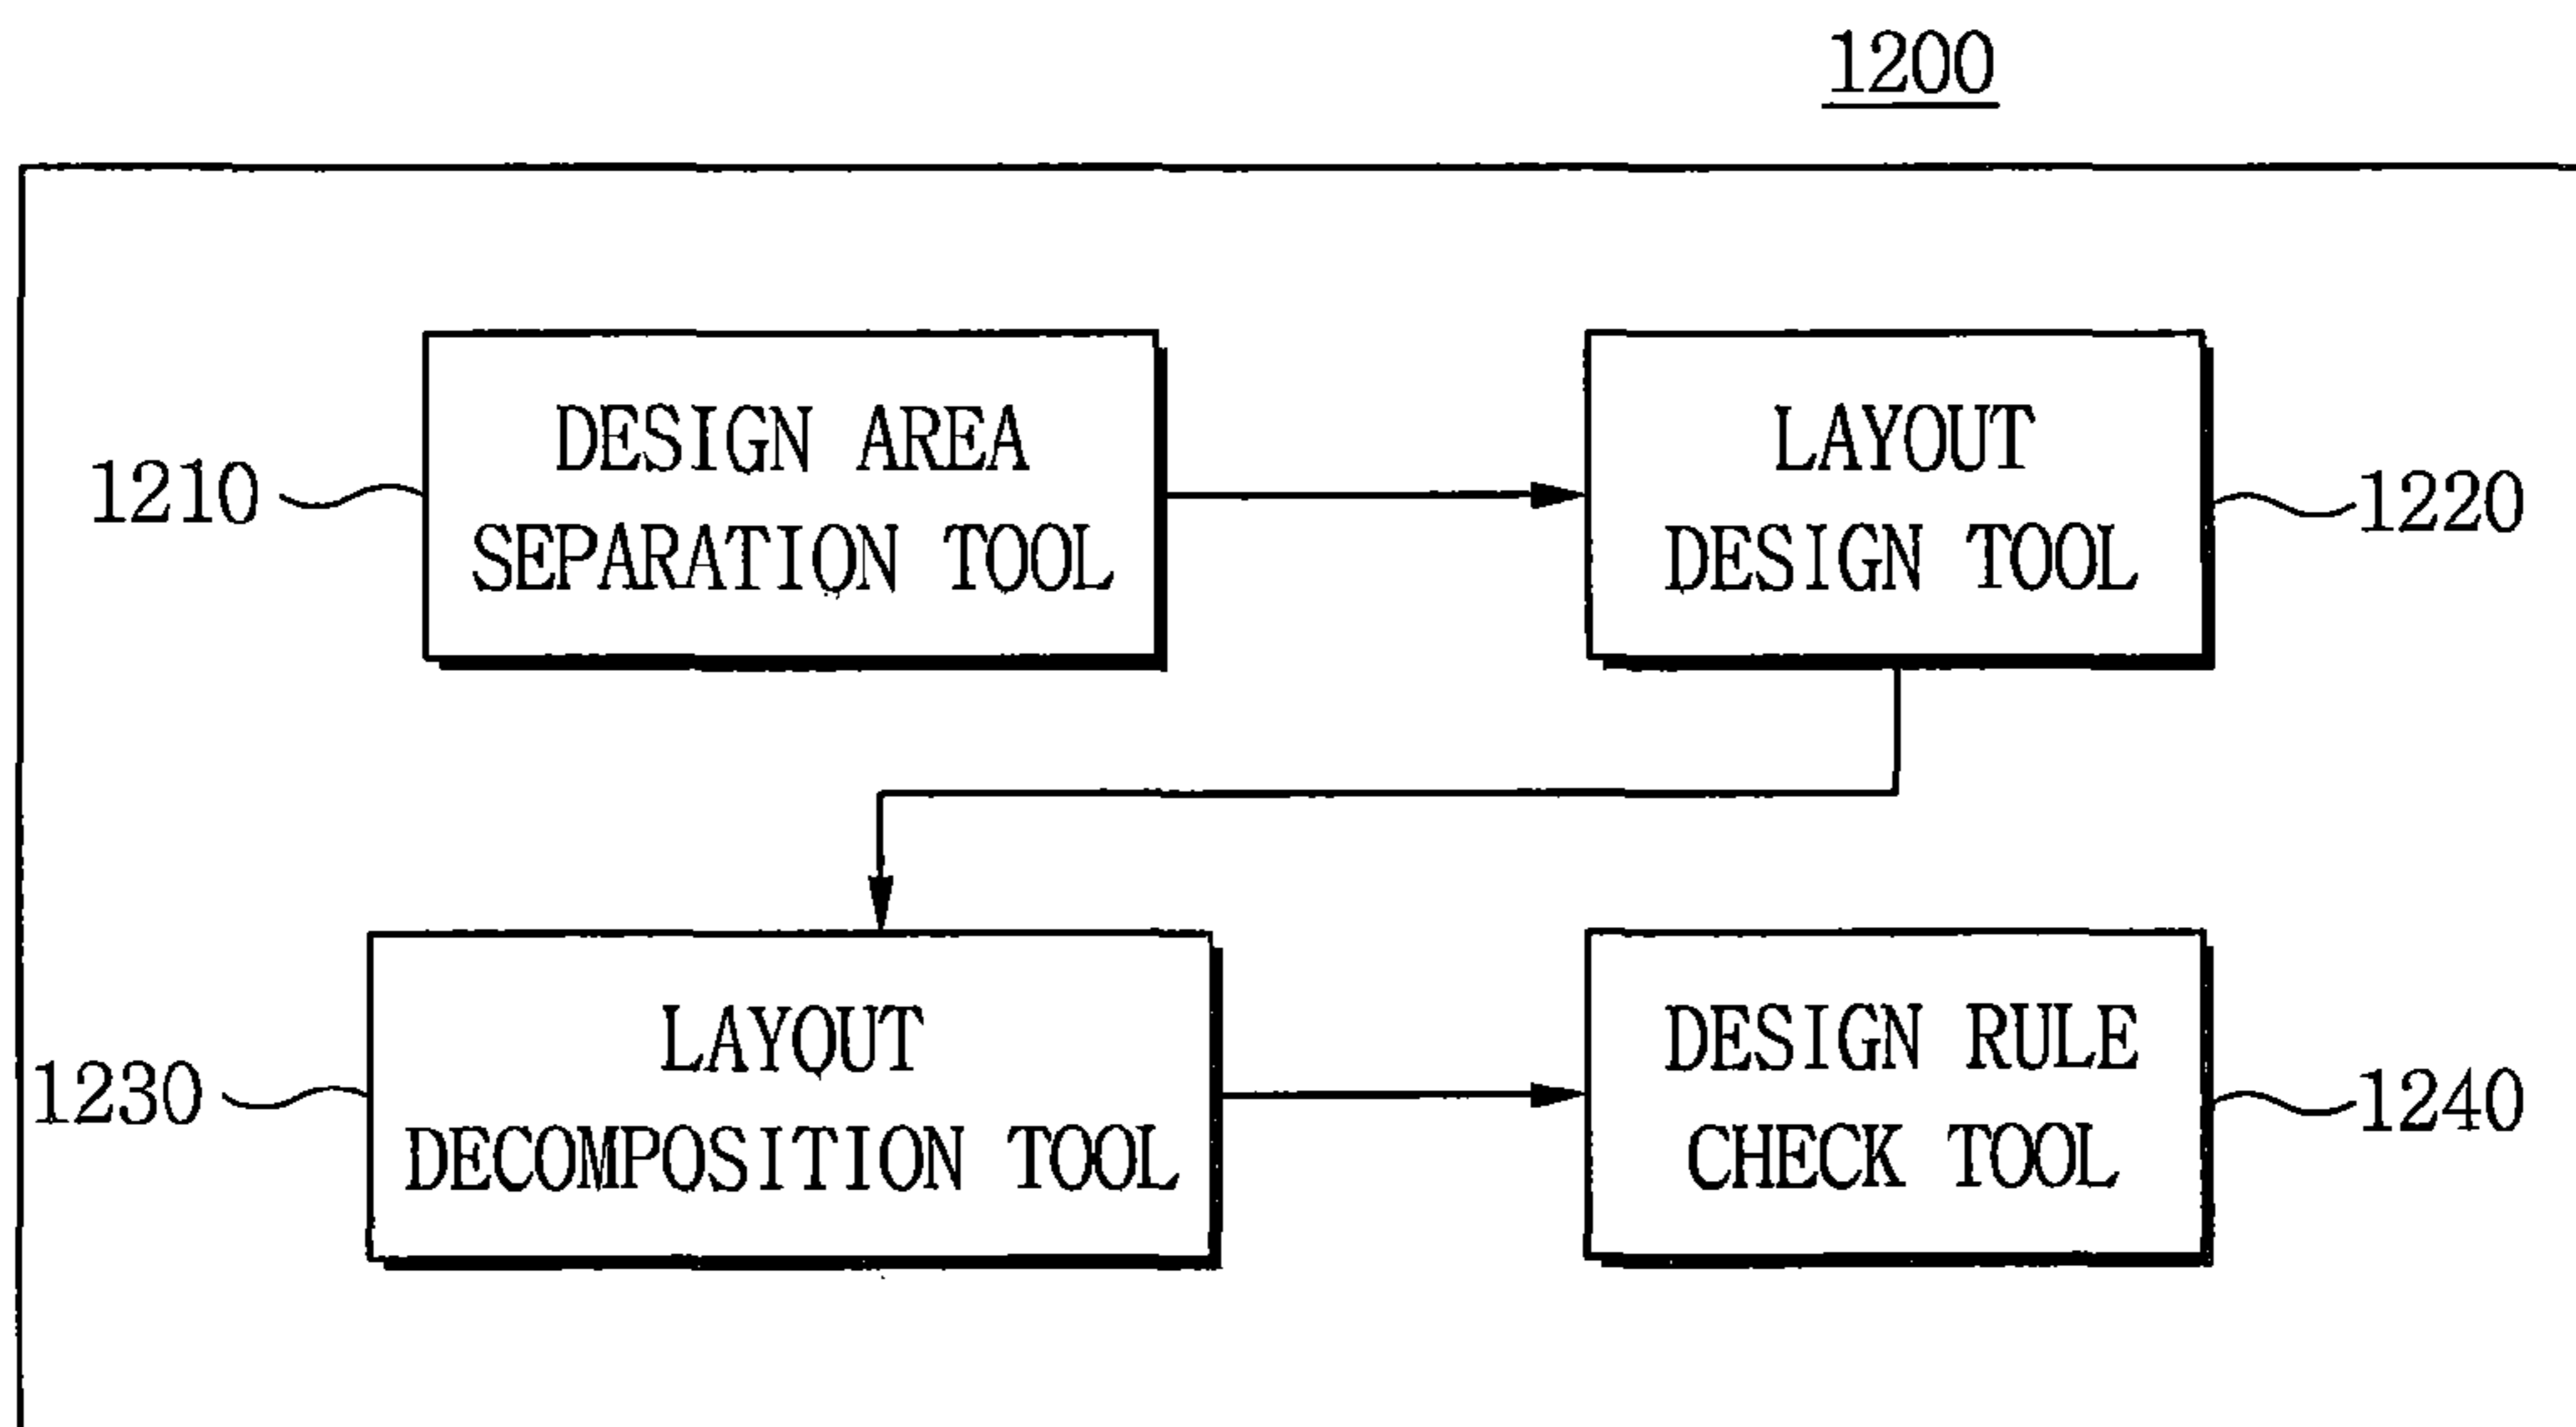 1200
1210
DESIGN AREA
SEPARATION TOOL
LAYOUT
DESIGN TOOL
1220
1230
LAYOUT
DECOMPOSITION TOOL
DESIGN RULE
CHECK TOOL
1240